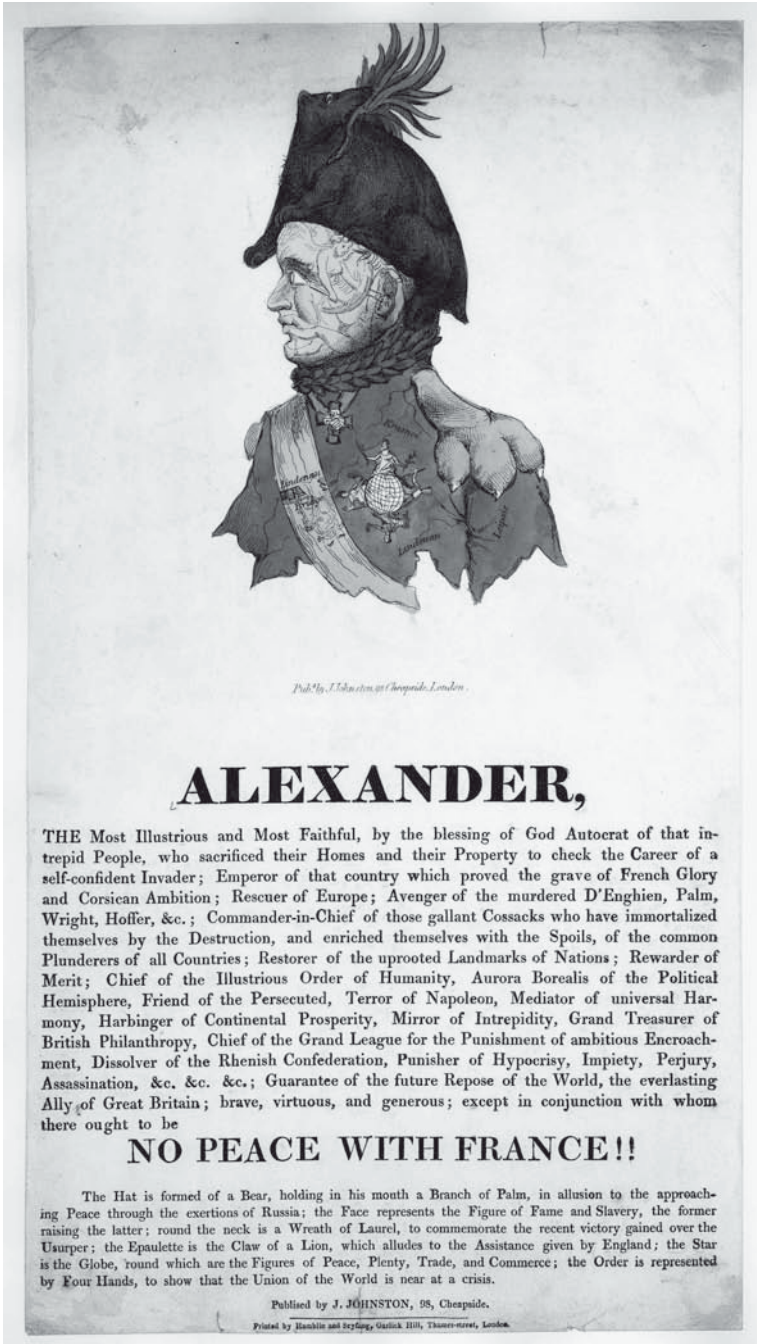 Lindenau
Publd by J. Johnston, 98 Cheapside, London.
ALEXANDER,
THE Most Illustrious and Most Faithful, by the blessing of God Autocrat of that in-
trepid People, who sacrificed their Homes and their Property to check the Career of a
self-confident Invader; Emperor of that country which proved the grave of French Glory
and Corsican Ambition; Rescuer of Europe; Avenger of the murdered D'Enghien, Palm,
Wright, Hoffer, &c.; Commander-in-Chief of those gallant Cossacks who have immortalized
themselves by the Destruction, and enriched themselves with the Spoils, of the common
Plunderers of all Countries; Restorer of the uprooted Landmarks of Nations; Rewarder of
Merit; Chief of the Illustrious Order of Humanity, Aurora Borealis of the Political
Hemisphere, Friend of the Persecuted, Terror of Napoleon, Mediator of universal Har-
mony, Harbinger of Continental Prosperity, Mirror of Intrepidity, Grand Treasurer of
British Philanthropy, Chief of the Grand League for the Punishment of ambitious Encroach-
ment, Dissolver of the Rhenish Confederation, Punisher of Hypocrisy, Impiety, Perjury,
Assassination, &c. &c. &c.; Guarantee of the future Repose of the World, the everlasting
Ally of Great Britain; brave, virtuous, and generous; except in conjunction with whom
there ought to be
NO PEACE WITH FRANCE!!
The Hat is formed of a Bear, holding in his mouth a Branch of Palm, in allusion to the approach-
ing Peace through the exertions of Russia; the Face represents the Figure of Fame and Slavery, the former
raising the latter; round the neck is a Wreath of Laurel, to commemorate the recent victory gained over the
Usurper; the Epaulette is the Claw of a Lion, which alludes to the Assistance given by England; the Star
is the Globe, 'round which are the Figures of Peace, Plenty, Trade, and Commerce; the Order is represented
by Four Hands, to show that the Union of the World is near at a crisis.
Publised by J. JOHNSTON, 98, Cheapside.
Printed by Hamblin and Seyfang, Garlick Hill, Thames-street, London.